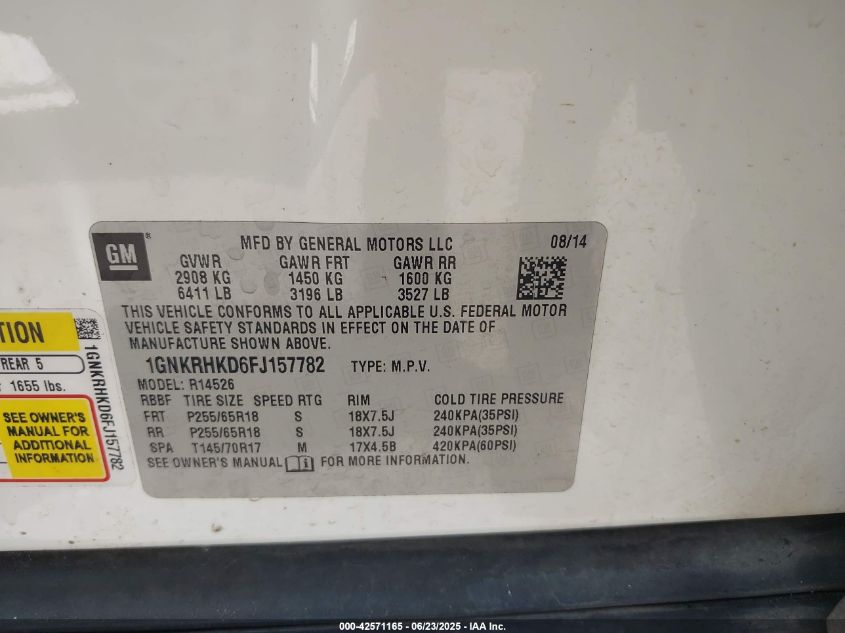 GM
®
MFD BY GENERAL MOTORS LLC 08/14
GVWR GAWR FRT GAWR RR
2908 KG 1450 KG 1600 KG
6411 LB 3196 LB 3527 LB
THIS VEHICLE CONFORMS TO ALL APPLICABLE U.S. FEDERAL MOTOR
VEHICLE SAFETY STANDARDS IN EFFECT ON THE DATE OF
MANUFACTURE SHOWN ABOVE.
1GNKRHKD6FJ157782 TYPE: M.P.V.
MODEL: R14526
RBBF TIRE SIZE SPEED RTG RIM COLD TIRE PRESSURE
FRT P255/65R18 S 18X7.5J 240KPA(35PSI)
RR P255/65R18 S 18X7.5J 240KPA(35PSI)
SPA T145/70R17 M 17X4.5B 420KPA(60PSI)
SEE OWNER'S MANUAL FOR MORE INFORMATION.
REAR 5
1655 lbs.
SEE OWNER'S
MANUAL FOR
ADDITIONAL
INFORMATION
1GNKRHKD6FJ157782
000-42571165 - 06/23/2025 - IAA Inc.